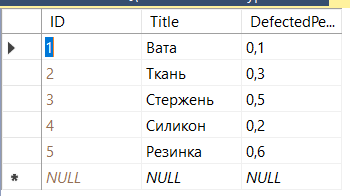 ID Title DefectedPe...
1 Вата 0,1
2 Ткань 0,3
3 Стержень 0,5
4 Силикон 0,2
5 Резинка 0,6
NULL NULL NULL